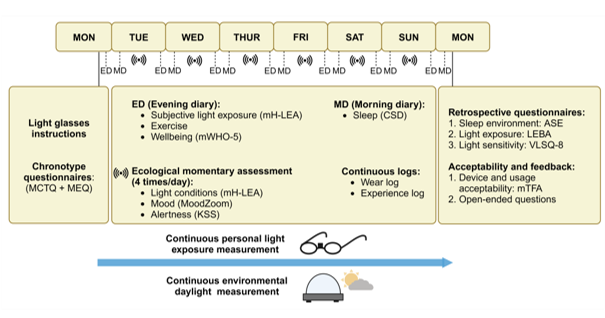 MON TUE WED THUR FRI SAT SUN MON
ED MD ED MD ED MD ED MD ED MD ED MD ED MD
Light glasses
instructions
Chronotype
questionnaires:
(MCTQ + MEQ)
ED (Evening diary):
• Subjective light exposure (mH-LEA)
• Exercise
• Wellbeing (mWHO-5)
MD (Morning diary):
• Sleep (CSD)
Ecological momentary assessment
(4 times/day):
• Light conditions (mH-LEA)
• Mood (MoodZoom)
• Alertness (KSS)
Continuous logs:
• Wear log
• Experience log
Retrospective questionnaires:
1. Sleep environment: ASE
2. Light exposure: LEBA
3. Light sensitivity: VLSQ-8
Acceptability and feedback:
1. Device and usage
acceptability: mTFA
2. Open-ended questions
Continuous personal light
exposure measurement
Continuous environmental
daylight measurement